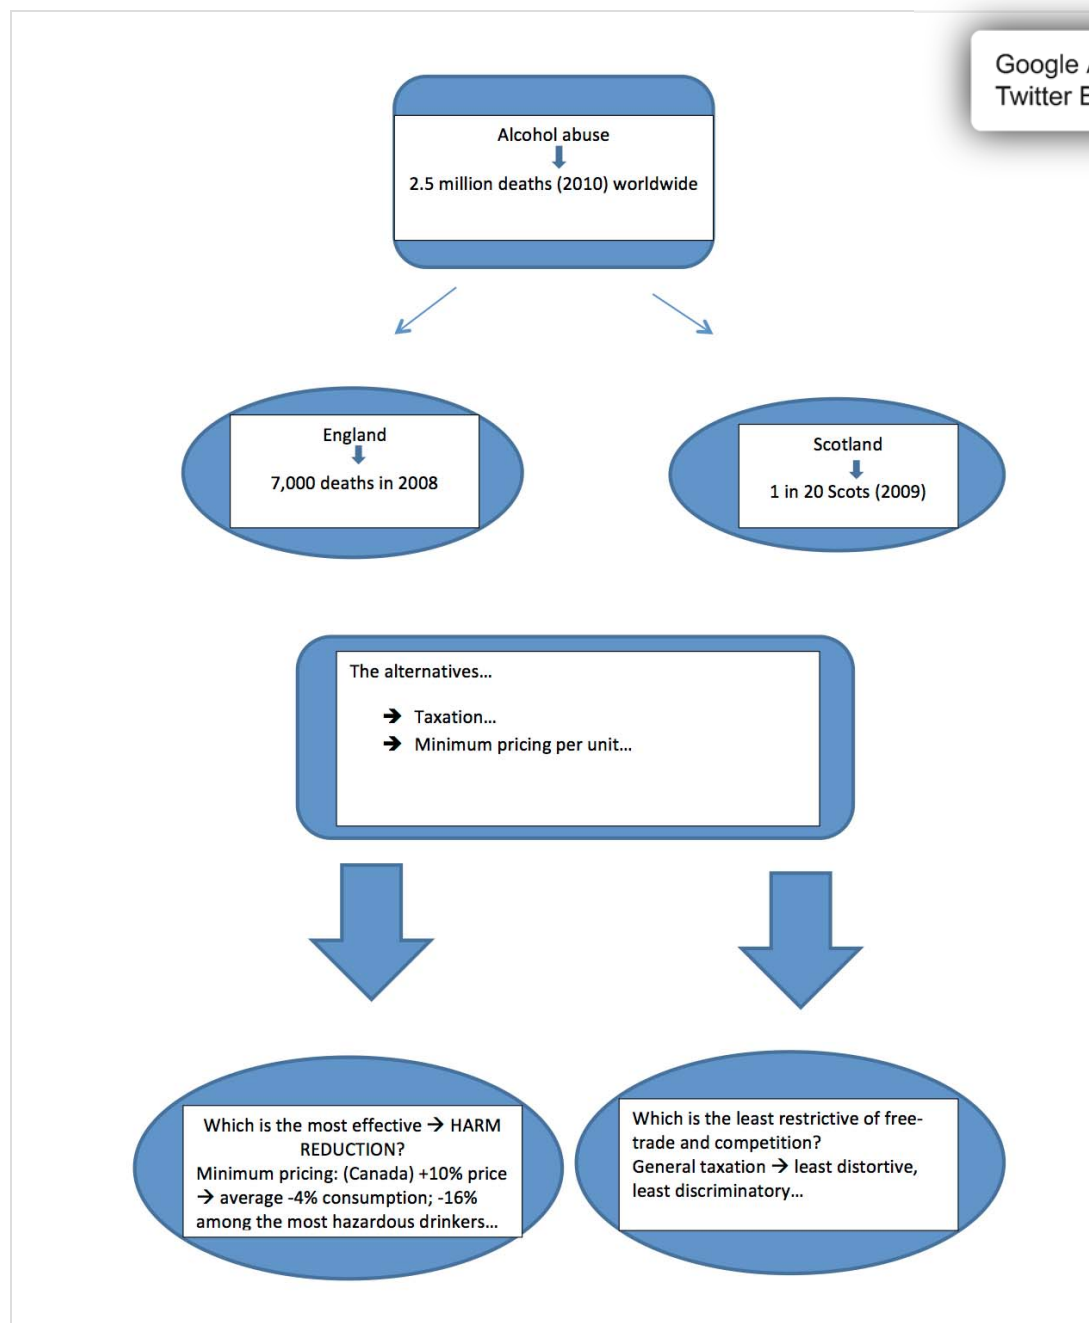 Google
Twitter
Alcohol abuse
2.5 million deaths (2010) worldwide
England
7,000 deaths in 2008
Scotland
1 in 20 Scots (2009)
The alternatives...
➔ Taxation...
➔ Minimum pricing per unit...
Which is the most effective → HARM
REDUCTION?
Minimum pricing: (Canada) +10% price
→ average -4% consumption; -16%
among the most hazardous drinkers...
Which is the least restrictive of free-
trade and competition?
General taxation → least distortive,
least discriminatory...